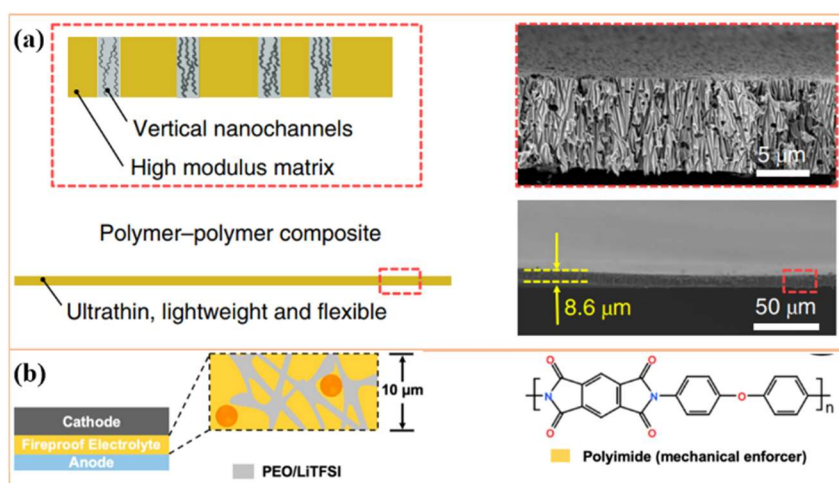 (a)
Vertical nanochannels
High modulus matrix
5 μm
Polymer–polymer composite
Ultrathin, lightweight and flexible
8.6 μm
50 μm
(b)
Cathode
Fireproof Electrolyte
Anode
10 μm
PEO/LiTFSI
O
O
N
N
O
O
O
n
Polyimide (mechanical enforcer)